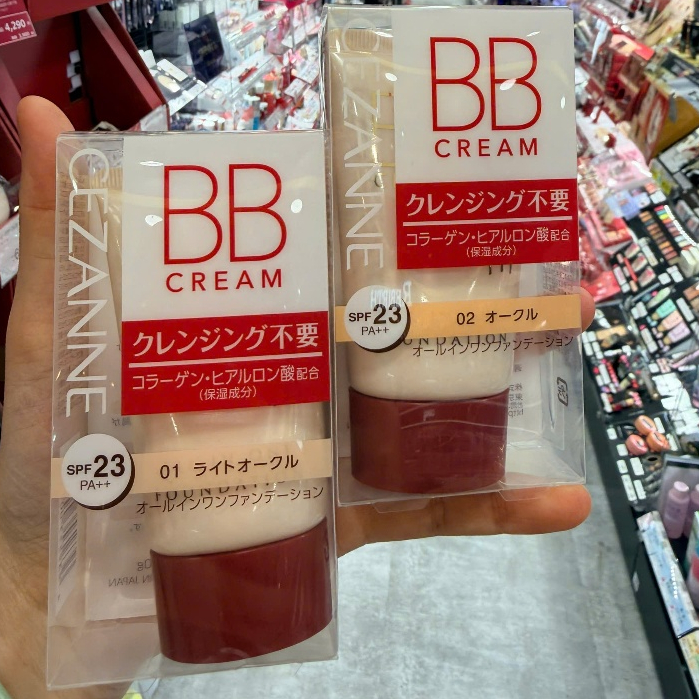 4,290
CEZANNE
BB
CREAM
クレンジング不要
コラーゲン・ヒアルロン酸配合
(保湿成分)
SPF23
PA++
01 ライトオークル
FOUNDATION
オールインワンファンデーション
IN JAPAN
CEZANNE
BB
CREAM
クレンジング不要
コラーゲン・ヒアルロン酸配合
(保湿成分)
SPF23
PA++
02 オークル
FOUNDATION
オールインワンファンデーション